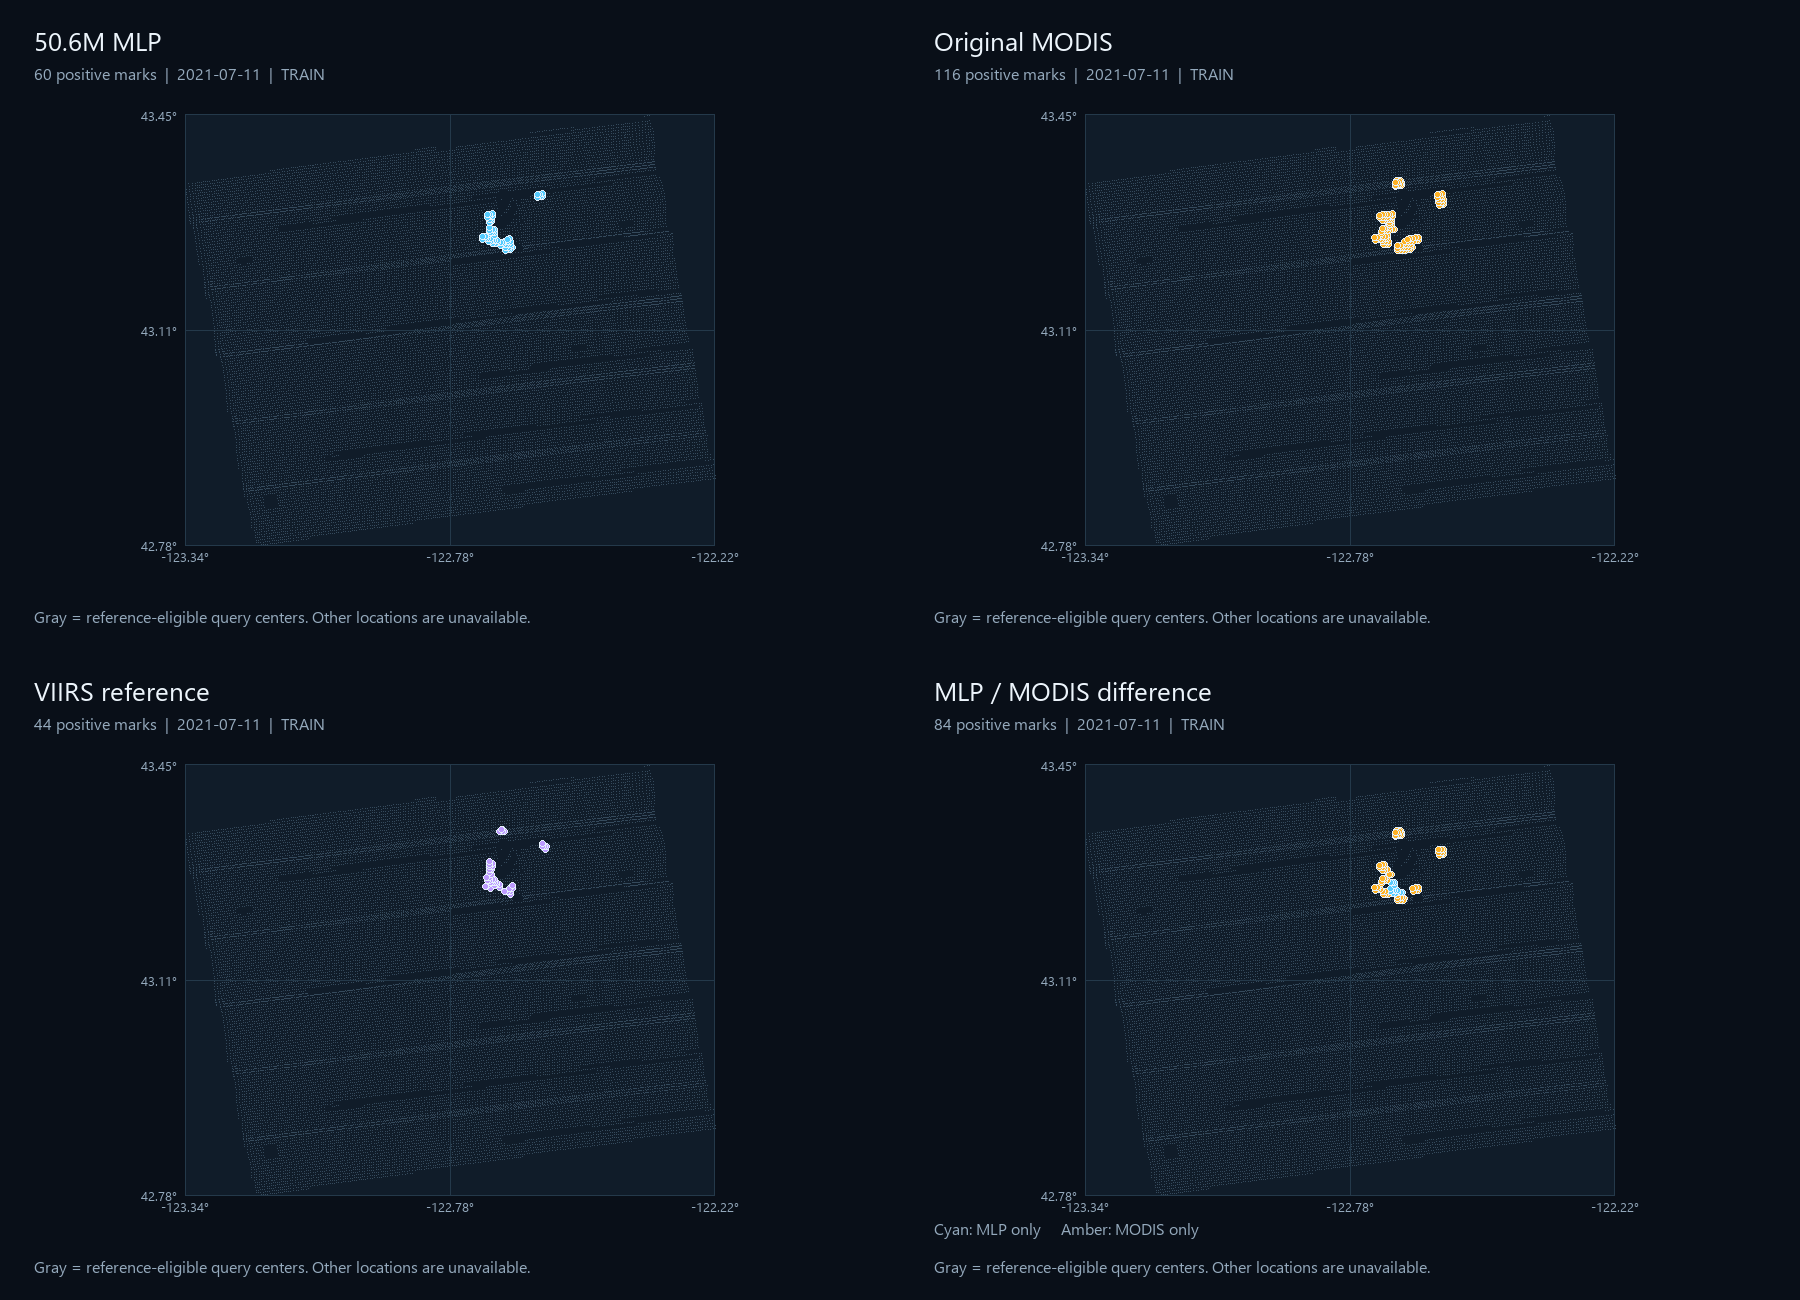 50.6M MLP
60 positive marks | 2021-07-11 | TRAIN
43.45°
43.11°
42.78°
-123.34°
-122.78°
-122.22°
Gray = reference-eligible query centers. Other locations are unavailable.
Original MODIS
116 positive marks | 2021-07-11 | TRAIN
43.45°
43.11°
42.78°
-123.34°
-122.78°
-122.22°
Gray = reference-eligible query centers. Other locations are unavailable.
VIIRS reference
44 positive marks | 2021-07-11 | TRAIN
43.45°
43.11°
42.78°
-123.34°
-122.78°
-122.22°
Gray = reference-eligible query centers. Other locations are unavailable.
MLP / MODIS difference
84 positive marks | 2021-07-11 | TRAIN
43.45°
43.11°
42.78°
-123.34°
-122.78°
-122.22°
Cyan: MLP only Amber: MODIS only
Gray = reference-eligible query centers. Other locations are unavailable.